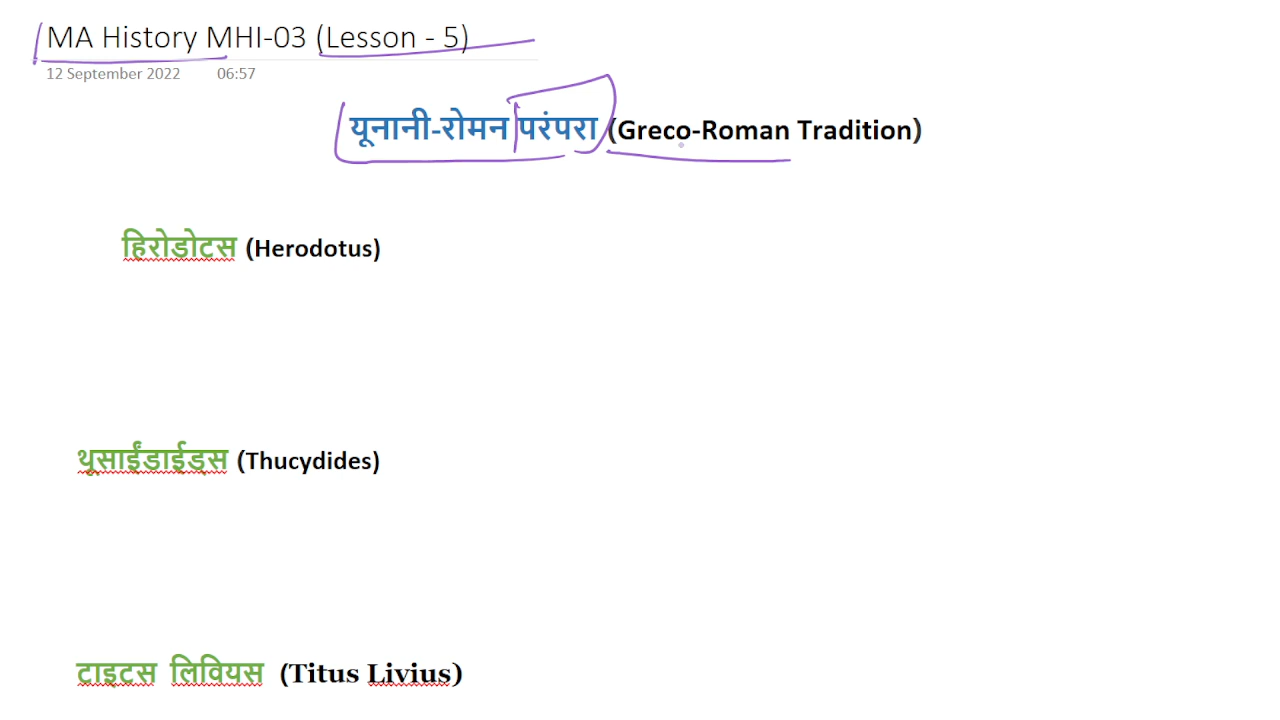 MA History MHI-03 (Lesson - 5)
12 September 2022 06:57
यूनानी-रोमन परंपरा (Greco-Roman Tradition)
हिरोडोटस (Herodotus)
थूसाईंडाईड्स (Thucydides)
टाइटस लिवियस (Titus Livius)